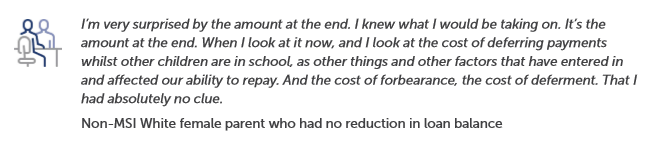 I’m very surprised by the amount at the end. I knew what I would be taking on. It’s the
amount at the end. When I look at it now, and I look at the cost of deferring payments
whilst other children are in school, as other things and other factors that have entered in
and affected our ability to repay. And the cost of forbearance, the cost of deferment. That I
had absolutely no clue.
Non-MSI White female parent who had no reduction in loan balance